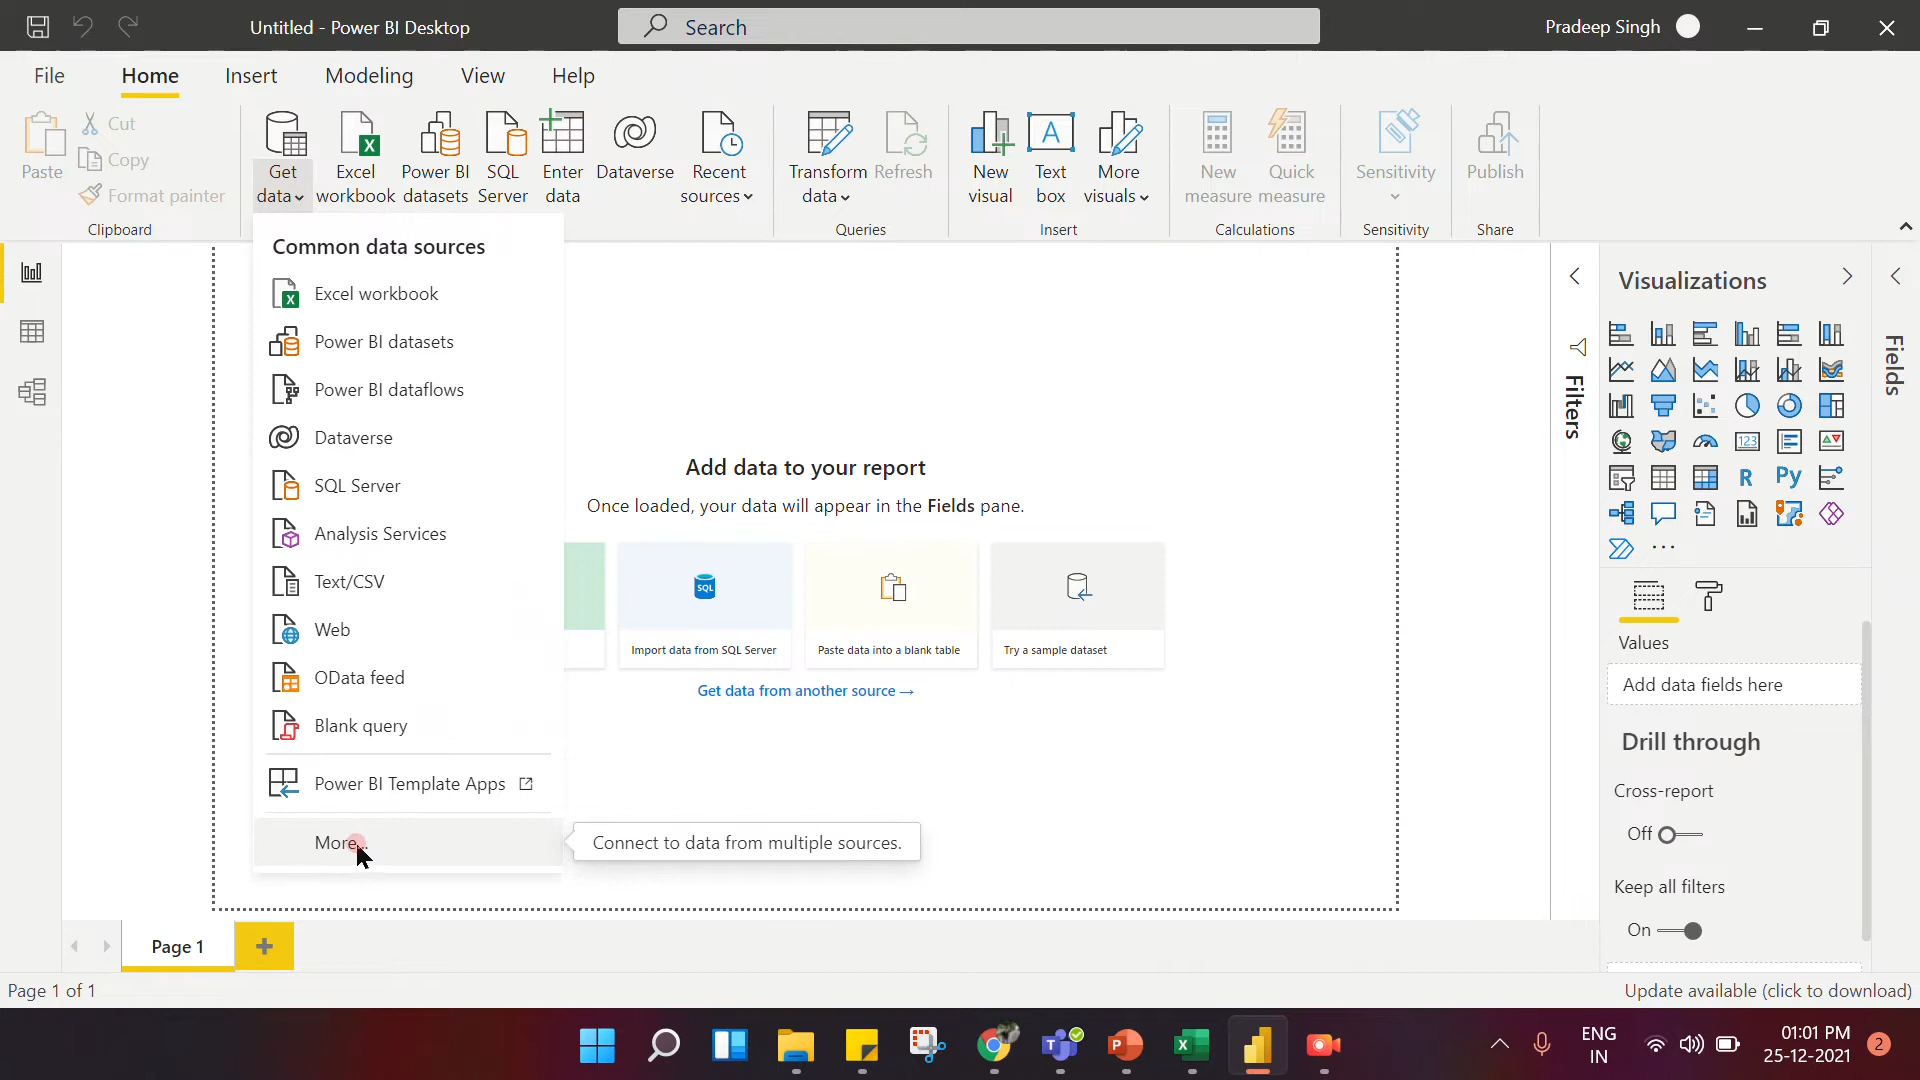 Untitled - Power BI Desktop
Search
Pradeep Singh
File
Home
Insert
Modeling
View
Help
Paste
Cut
Copy
Format painter
Clipboard
Get data
Excel workbook
Power BI datasets
SQL Server
Enter data
Dataverse
Recent sources
Transform data
Refresh
Queries
New visual
Text box
More visuals
Insert
New measure
Quick measure
Calculations
Sensitivity
Sensitivity
Publish
Share
Common data sources
Excel workbook
Power BI datasets
Power BI dataflows
Dataverse
SQL Server
Analysis Services
Text/CSV
Web
OData feed
Blank query
Power BI Template Apps
More...
Connect to data from multiple sources.
Add data to your report
Once loaded, your data will appear in the Fields pane.
SQL
Import data from SQL Server
Paste data into a blank table
Try a sample dataset
Get data from another source →
Filters
Visualizations
123
R
Py
Values
Add data fields here
Drill through
Cross-report
Off
Keep all filters
On
Fields
Page 1
Page 1 of 1
Update available (click to download)
ENG
IN
01:01 PM
25-12-2021
2